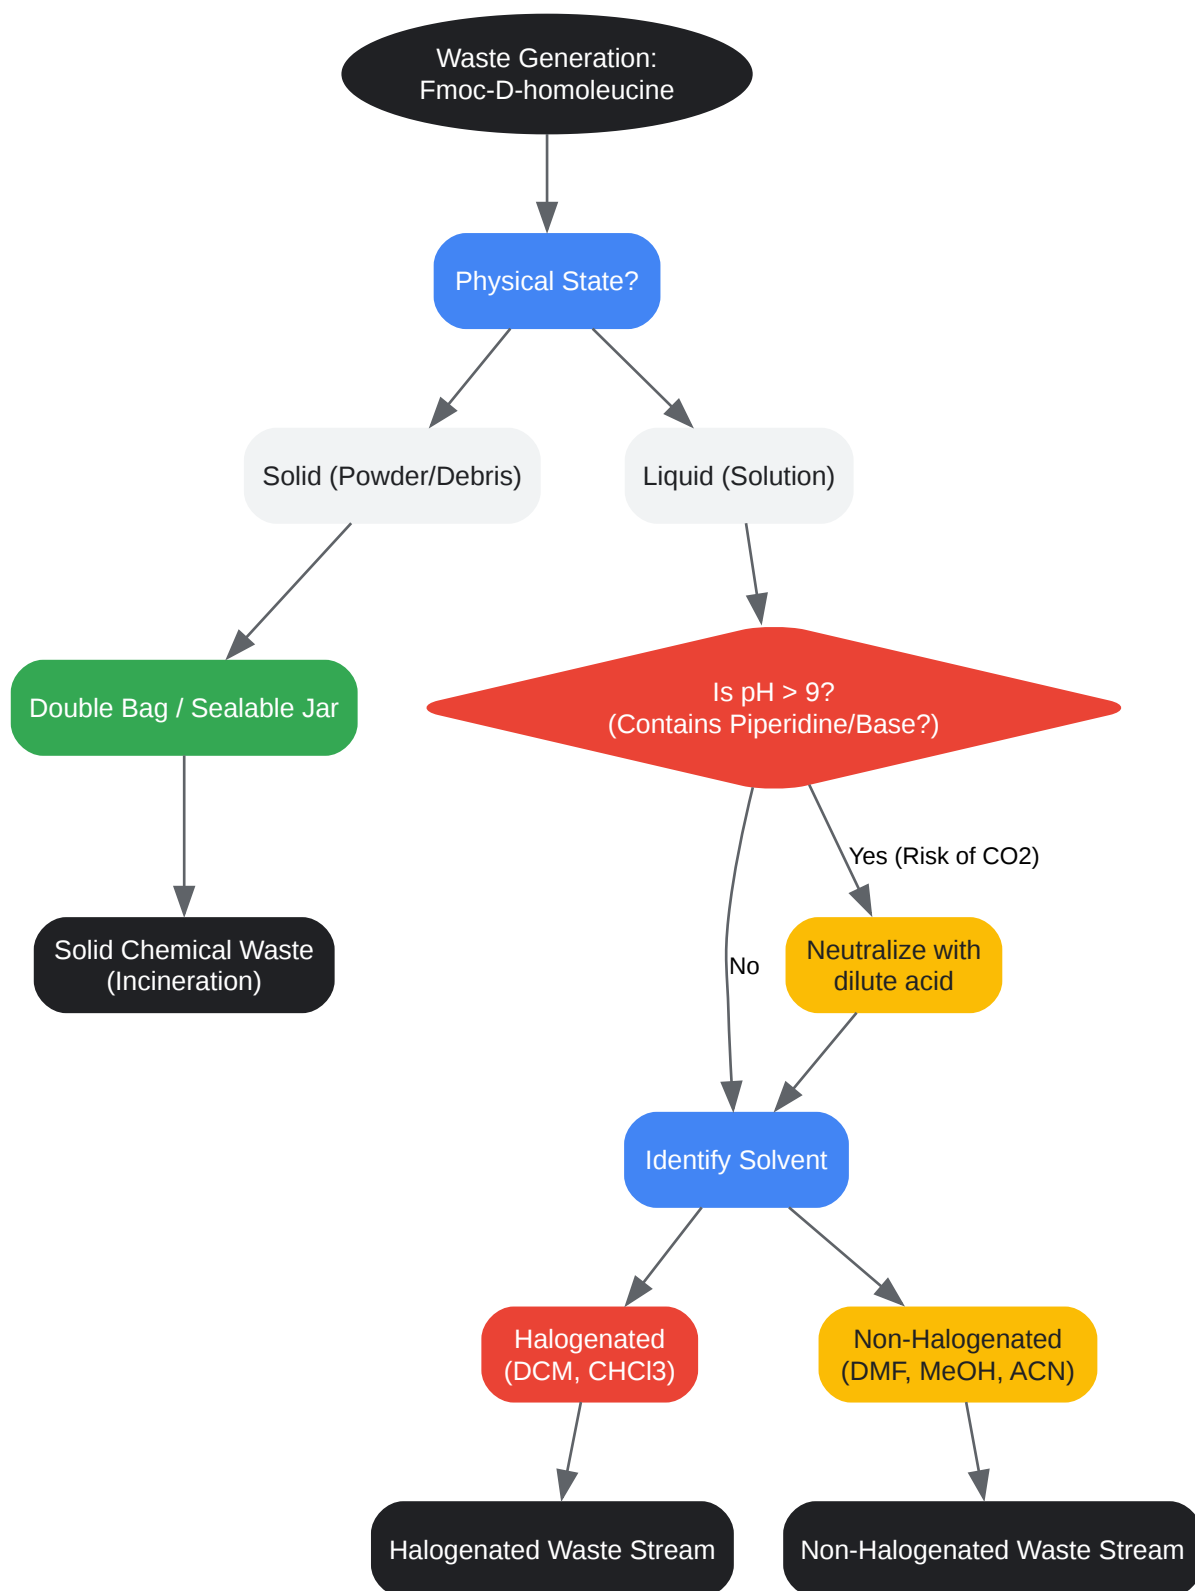 Waste Generation:
Fmoc-D-homoleucine
Physical State?
Solid (Powder/Debris)
Liquid (Solution)
Double Bag / Sealable Jar
Is pH > 9?
(Contains Piperidine/Base?)
Yes (Risk of CO2)
Solid Chemical Waste
(Incineration)
No
Neutralize with
dilute acid
Identify Solvent
Halogenated
(DCM, CHCl3)
Non-Halogenated
(DMF, MeOH, ACN)
Halogenated Waste Stream
Non-Halogenated Waste Stream